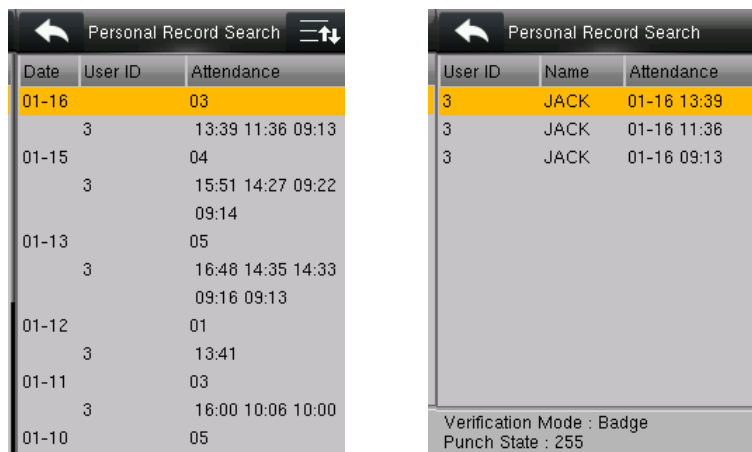 Personal Record Search
Date User ID Attendance
01-16 03
3 13:39 11:36 09:13
01-15 04
3 15:51 14:27 09:22
09:14
01-13 05
3 16:48 14:35 14:33
09:16 09:13
01-12 01
3 13:41
01-11 03
3 16:00 10:06 10:00
01-10 05
Personal Record Search
User ID Name Attendance
3 JACK 01-16 13:39
3 JACK 01-16 11:36
3 JACK 01-16 09:13
Verification Mode : Badge
Punch State : 255